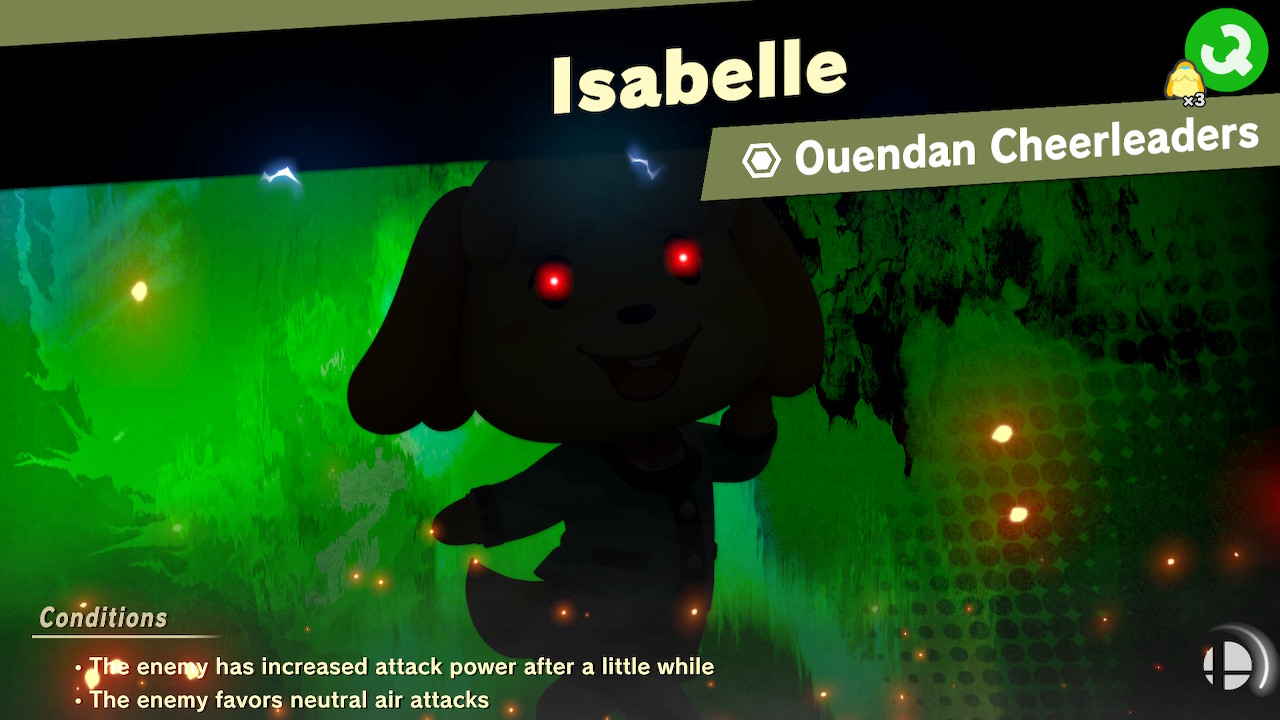 Isabelle
x3
Ouendan Cheerleaders
Conditions
• The enemy has increased attack power after a little while
• The enemy favors neutral air attacks